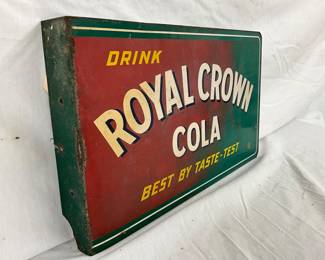 DRINK
ROYAL CROWN
COLA
BEST BY TASTE-TEST